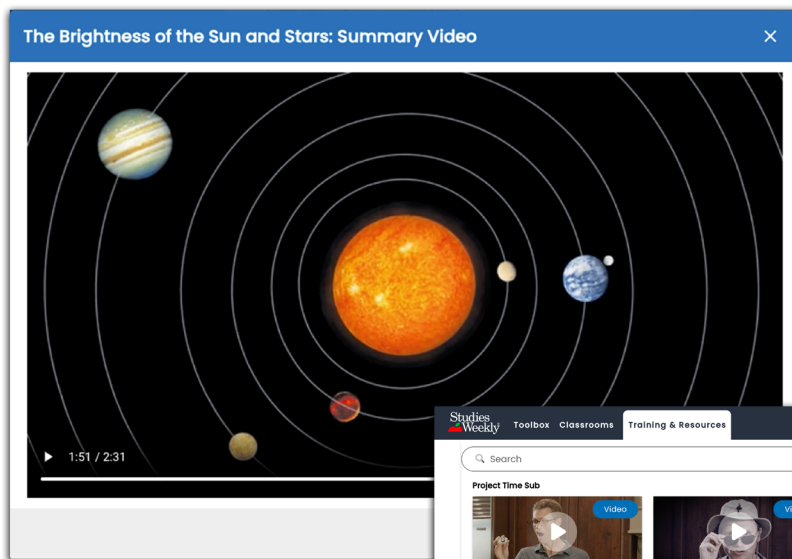 The Brightness of the Sun and Stars: Summary Video
1:51 / 2:31
Studies
Weekly
Toolbox Classrooms Training & Resources
Search
Project Time Sub
Video